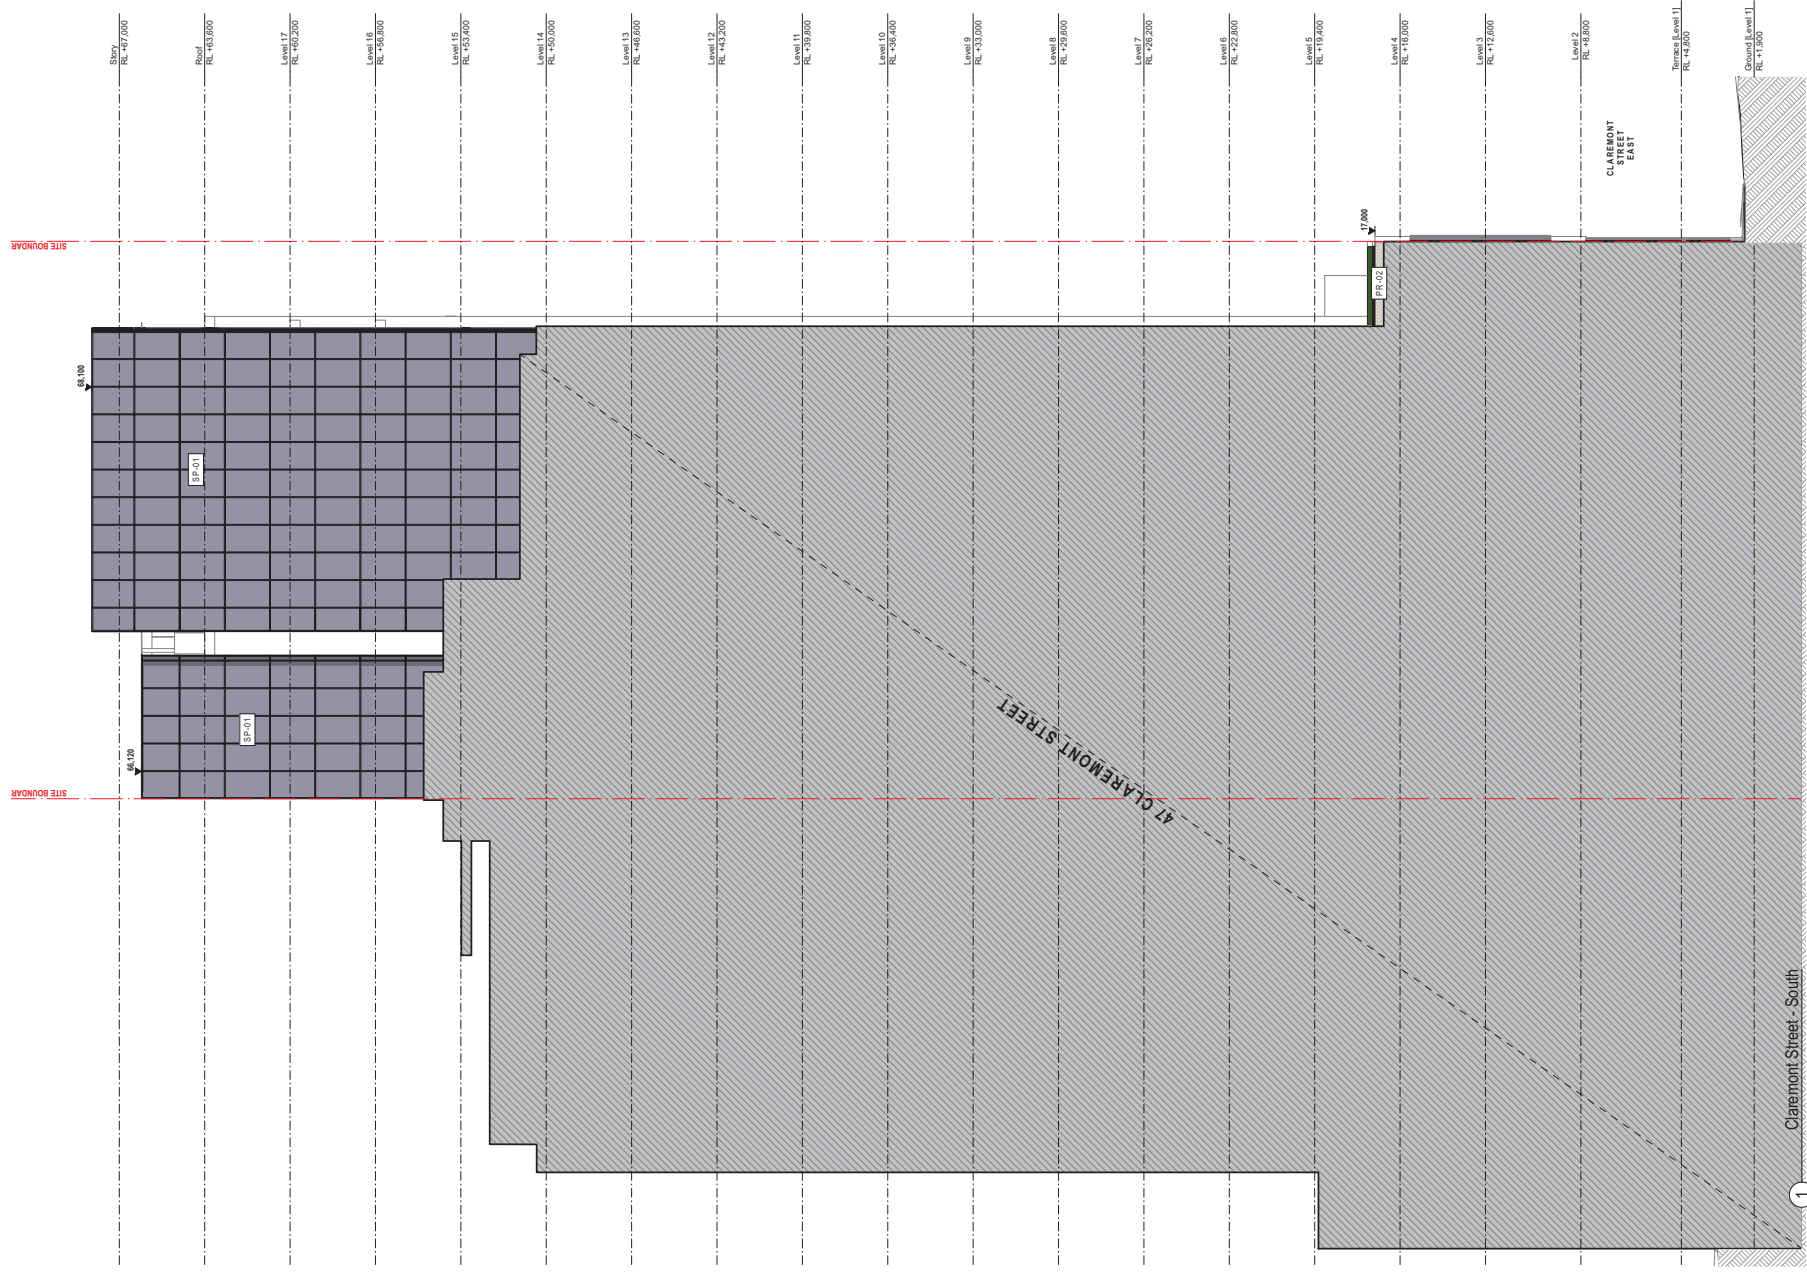 Story
RL +67,000
Roof
RL +63,600
Level 17
RL +60,200
Level 16
RL +56,800
Level 15
RL +53,400
Level 14
RL +50,000
Level 13
RL +46,600
Level 12
RL +43,200
Level 11
RL +39,800
Level 10
RL +36,400
Level 9
RL +33,000
Level 8
RL +29,600
Level 7
RL +26,200
Level 6
RL +22,800
Level 5
RL +19,400
Level 4
RL +16,000
Level 3
RL +12,600
Level 2
RL +8,800
Terrace [Level 1]
RL +4,800
Ground [Level 1]
RL +1,900
CLAREMONT
STREET
EAST
SITE BOUNDAR
17,000
PR-02
68,100
SP-01
SP-01
66,120
SITE BOUNDAR
47 CLAREMONT STREET
Claremont Street - South
1